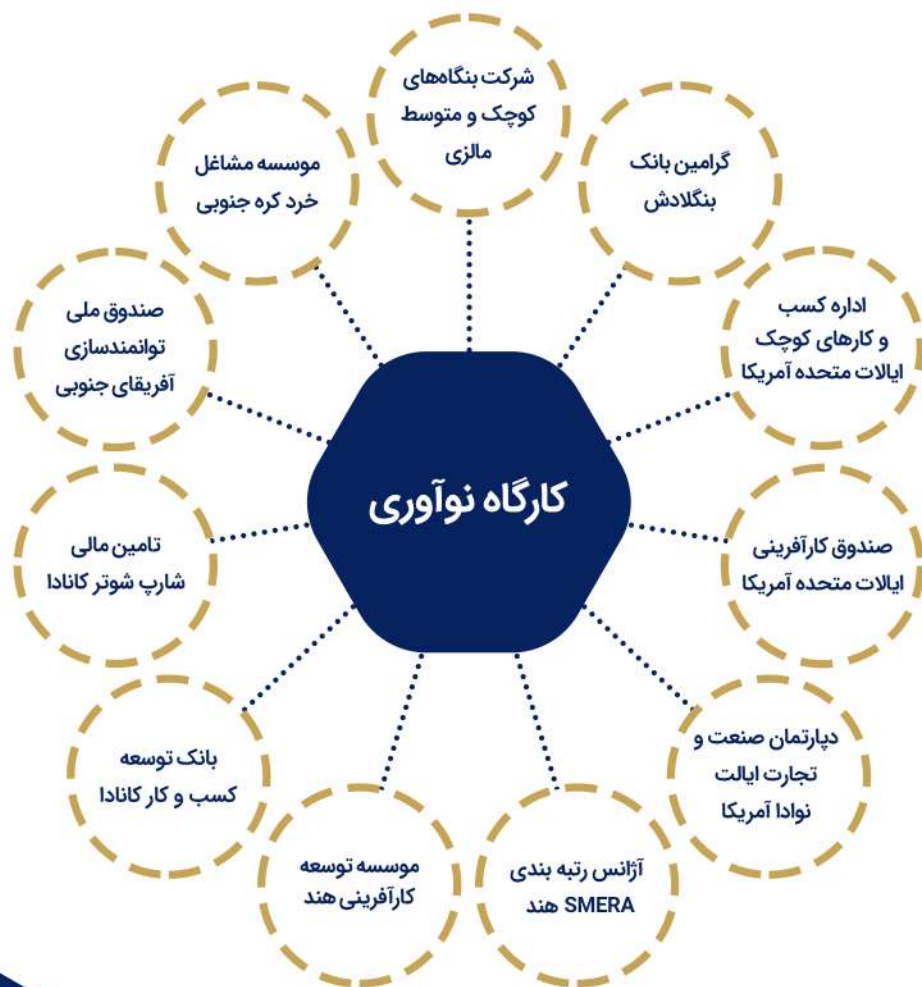 شرکت بنگاه‌های
کوچک و متوسط
مالزی
گرامین بانک
بنگلادش
اداره کسب
و کارهای کوچک
ایالات متحده آمریکا
صندوق کارآفرینی
ایالات متحده آمریکا
دپارتمان صنعت و
تجارت ایالت
نوادا آمریکا
آژانس رتبه بندی
SMERA هند
موسسه توسعه
کارآفرینی هند
بانک توسعه
کسب و کار کانادا
تامین مالی
شارپ شوتر کانادا
صندوق ملی
توانمندسازی
آفریقای جنوبی
موسسه مشاغل
خرد کره جنوبی
کارگاه نوآوری